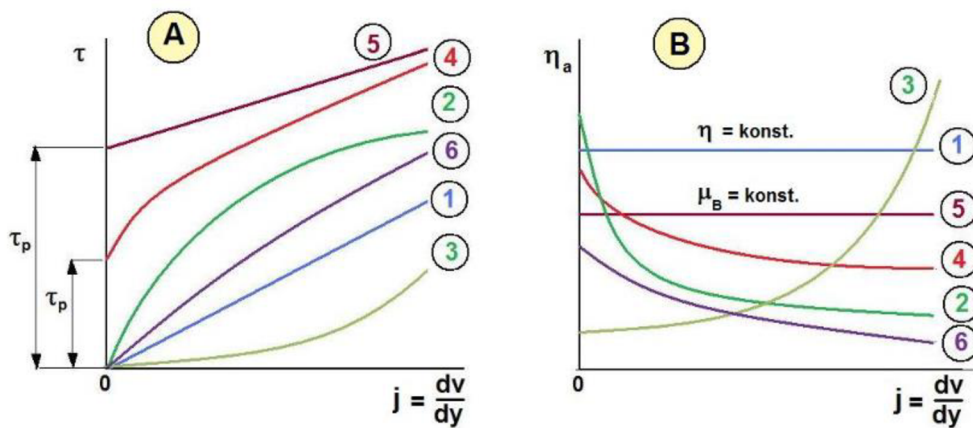 A
τ
5
4
2
6
1
3
τp
τp
0
j = dv/dy
B
ηa
3
η = konst.
1
μB = konst.
5
4
2
6
0
j = dv/dy